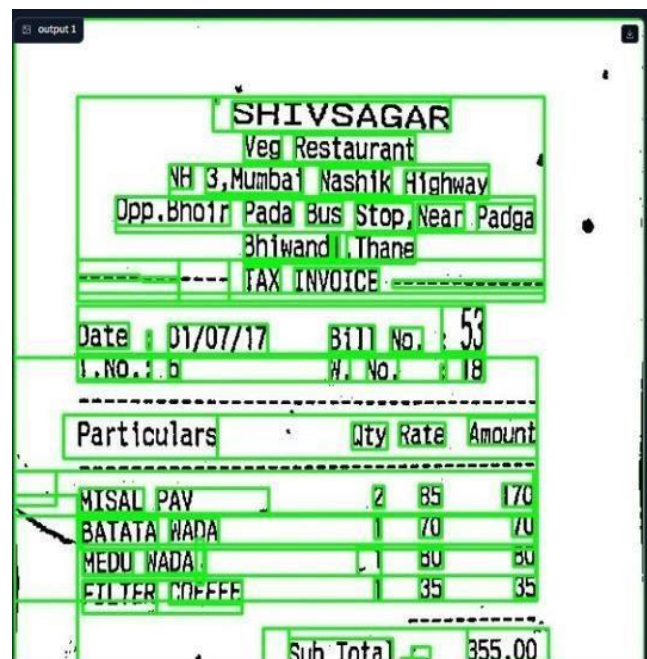 output 1
SHIVSAGAR
Veg Restaurant
NH 3,Mumbai Nashik Highway
Opp.Bhoir Pada Bus Stop,Near Padga
Bhiwandi,Thane
TAX INVOICE
Date : 01/07/17 Bill No. : 53
T.No.: 6 W. No. : 18
Particulars Qty Rate Amount
MISAL PAV 2 85 170
BATATA WADA 1 70 70
MEDU WADA 1 80 80
FILTER COFFEE 1 35 35
Sub Total : 355.00